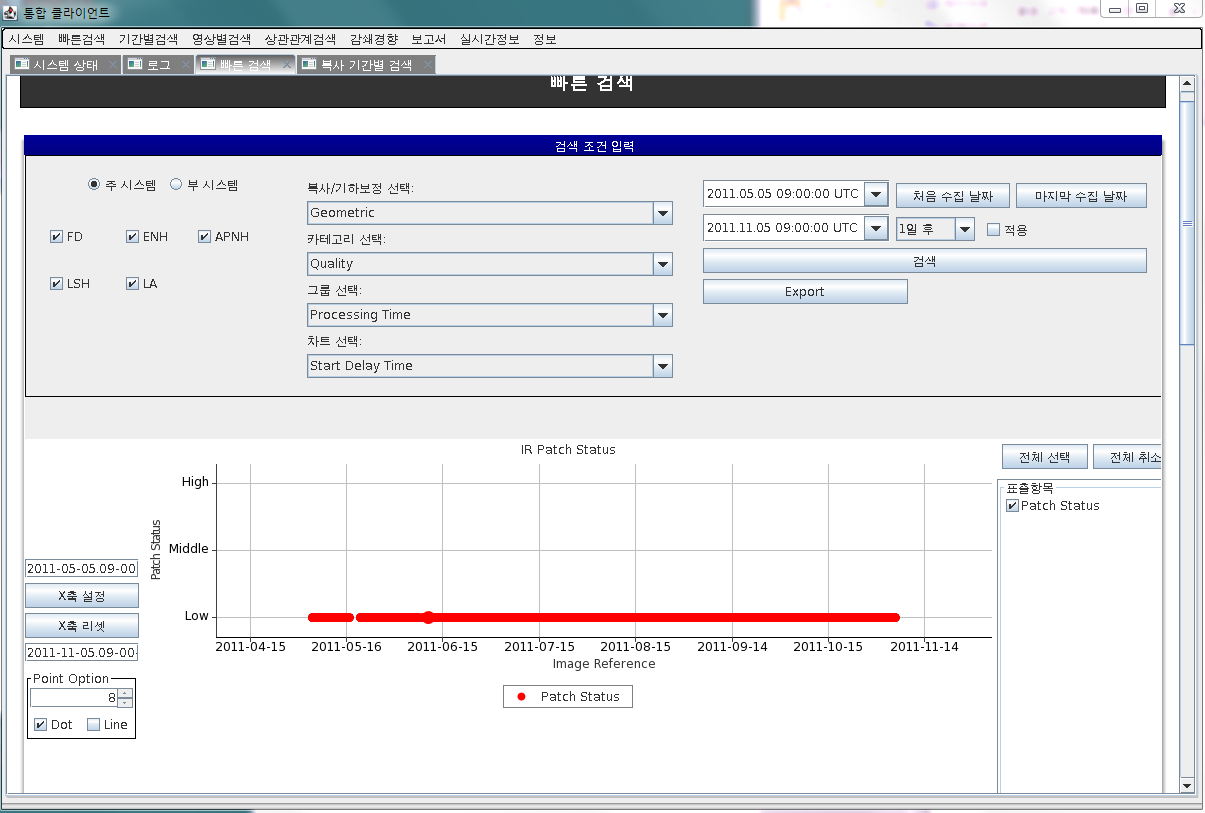 통합 클라이언트
시스템 빠른검색 기간별검색 영상별검색 상관관계검색 감쇄경향 보고서 실시간정보 정보
시스템 상태 로그 빠른 검색 복사 기간별 검색
빠른 검색
검색 조건 입력
주 시스템 부 시스템
FD ENH APNH
LSH LA
복사/기하보정 선택:
Geometric
카테고리 선택:
Quality
그룹 선택:
Processing Time
차트 선택:
Start Delay Time
2011.05.05 09:00:00 UTC 처음 수집 날짜 마지막 수집 날짜
2011.11.05 09:00:00 UTC 1일 후 적용
검색
Export
IR Patch Status
High
Middle
Low
Patch Status
2011-04-15 2011-05-16 2011-06-15 2011-07-15 2011-08-15 2011-09-14 2011-10-15 2011-11-14
Image Reference
Patch Status
2011-05-05.09-00
X축 설정
X축 리셋
2011-11-05.09-00-
Point Option
8
Dot Line
전체 선택 전체 취소
표출항목
Patch Status